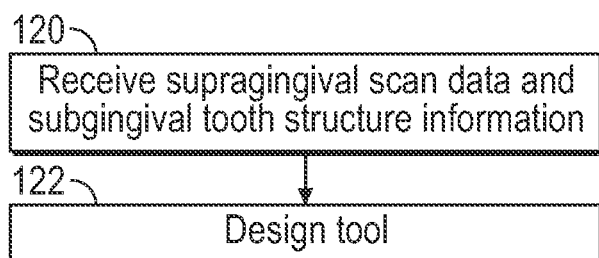 120
Receive supragingival scan data and
subgingival tooth structure information
122
Design tool